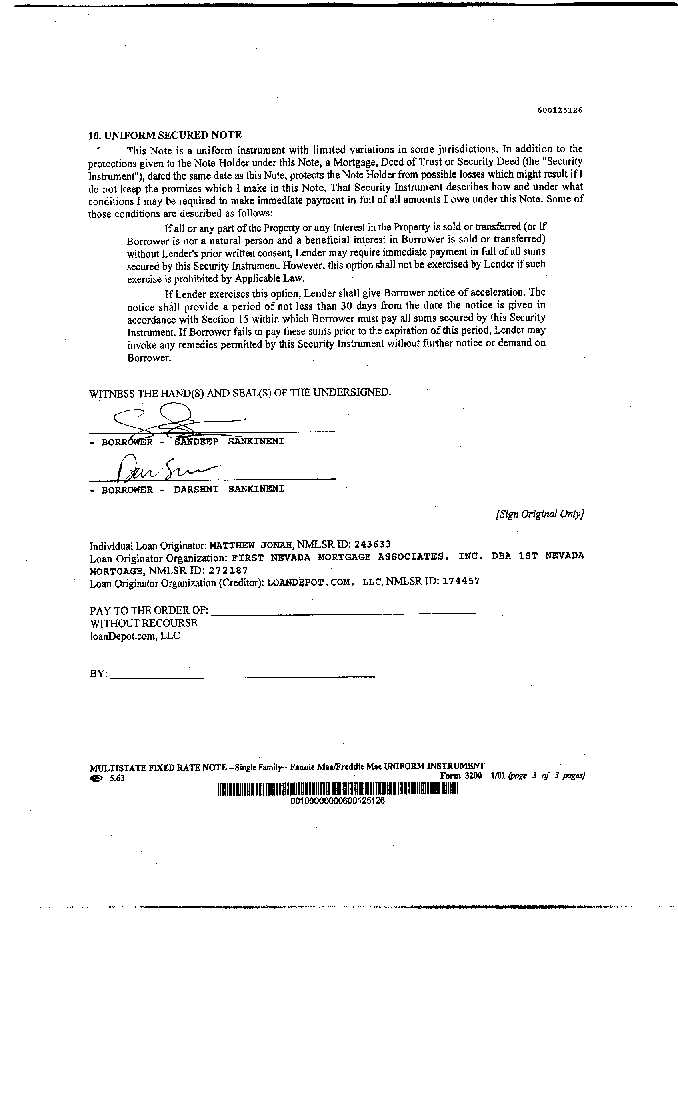 600125126
10. UNIFORM SECURED NOTE
This Note is a uniform instrument with limited variations in some jurisdictions. In addition to the
protections given to the Note Holder under this Note, a Mortgage, Deed of Trust or Security Deed (the "Security
Instrument"), dated the same date as this Note, protects the Note Holder from possible losses which might result if I
do not keep the promises which I make in this Note. That Security Instrument describes how and under what
conditions I may be required to make immediate payment in full of all amounts I owe under this Note. Some of
those conditions are described as follows:
If all or any part of the Property or any Interest in the Property is sold or transferred (or if
Borrower is not a natural person and a beneficial interest in Borrower is sold or transferred)
without Lender's prior written consent, Lender may require immediate payment in full of all sums
secured by this Security Instrument. However, this option shall not be exercised by Lender if such
exercise is prohibited by Applicable Law.
If Lender exercises this option, Lender shall give Borrower notice of acceleration. The
notice shall provide a period of not less than 30 days from the date the notice is given in
accordance with Section 15 within which Borrower must pay all sums secured by this Security
Instrument. If Borrower fails to pay these sums prior to the expiration of this period, Lender may
invoke any remedies permitted by this Security Instrument without further notice or demand on
Borrower.
WITNESS THE HAND(S) AND SEAL(S) OF THE UNDERSIGNED.
- BORROWER - SANDEEP SANKINENI
- BORROWER - DARSENI SANKINENI
[Sign Original Only]
Individual Loan Originator: MATTHEW JONAH, NMLSR ID: 243633
Loan Originator Organization: FIRST NEVADA MORTGAGE ASSOCIATES, INC. DBA 1ST NEVADA
MORTGAGE, NMLSR ID: 272187
Loan Originator Organization (Creditor): LOANDEPOT.COM, LLC, NMLSR ID: 174457
PAY TO THE ORDER OF:
WITHOUT RECOURSE
loanDepot.com, LLC
BY:
MULTISTATE FIXED RATE NOTE--Single Family-- Fannie Mae/Freddie Mac UNIFORM INSTRUMENT
5.63 Form 3200 1/01 (page 3 of 3 pages)